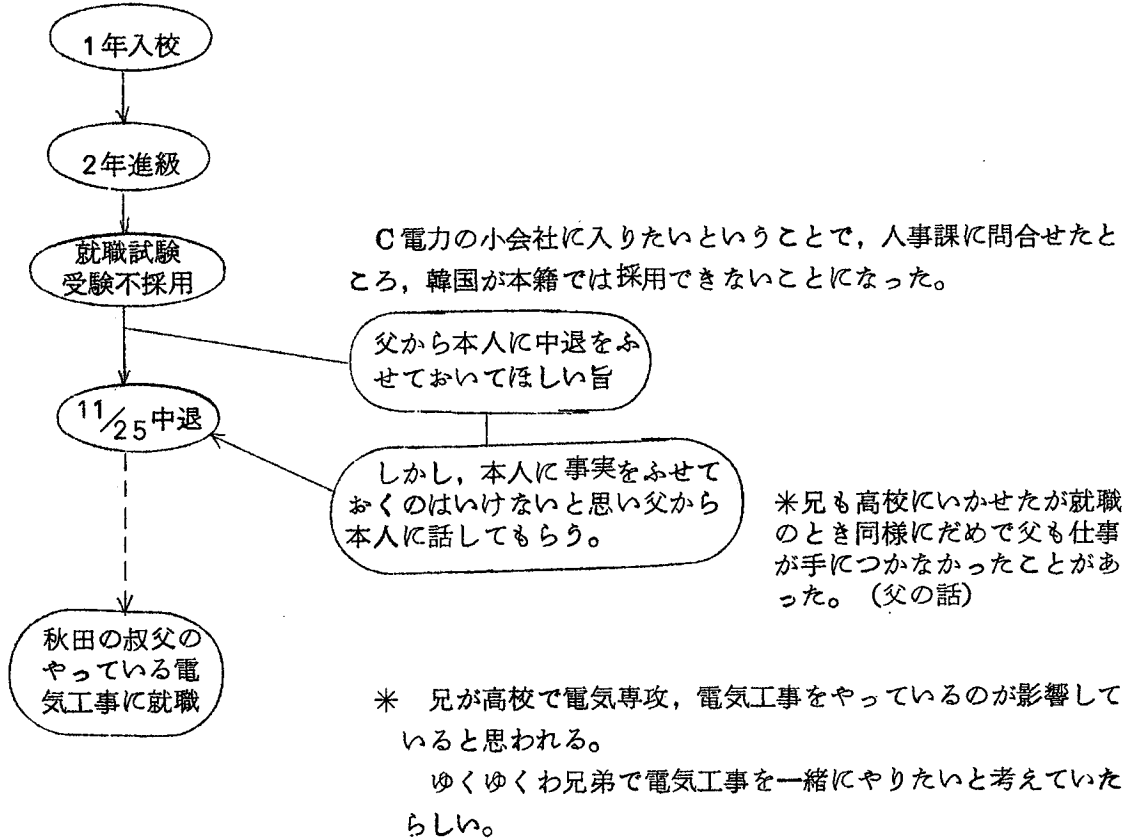 1年入校
2年進級
就職試験
受験不採用
C電力の小会社に入りたいということで，人事課に問合せたと
ころ，韓国が本籍では採用できないことになった。
父から本人に中退をふ
せておいてほしい旨
11/25中退
しかし，本人に事実をふせて
おくのはいけないと思い父から
本人に話してもらう。
＊兄も高校にいかせたが就職
のとき同様にだめで父も仕事
が手につかなかったことがあ
った。（父の話）
秋田の叔父の
やっている電
気工事に就職
＊　兄が高校で電気専攻，電気工事をやっているのが影響して
いると思われる。
ゆくゆくわ兄弟で電気工事を一緒にやりたいと考えていた
らしい。